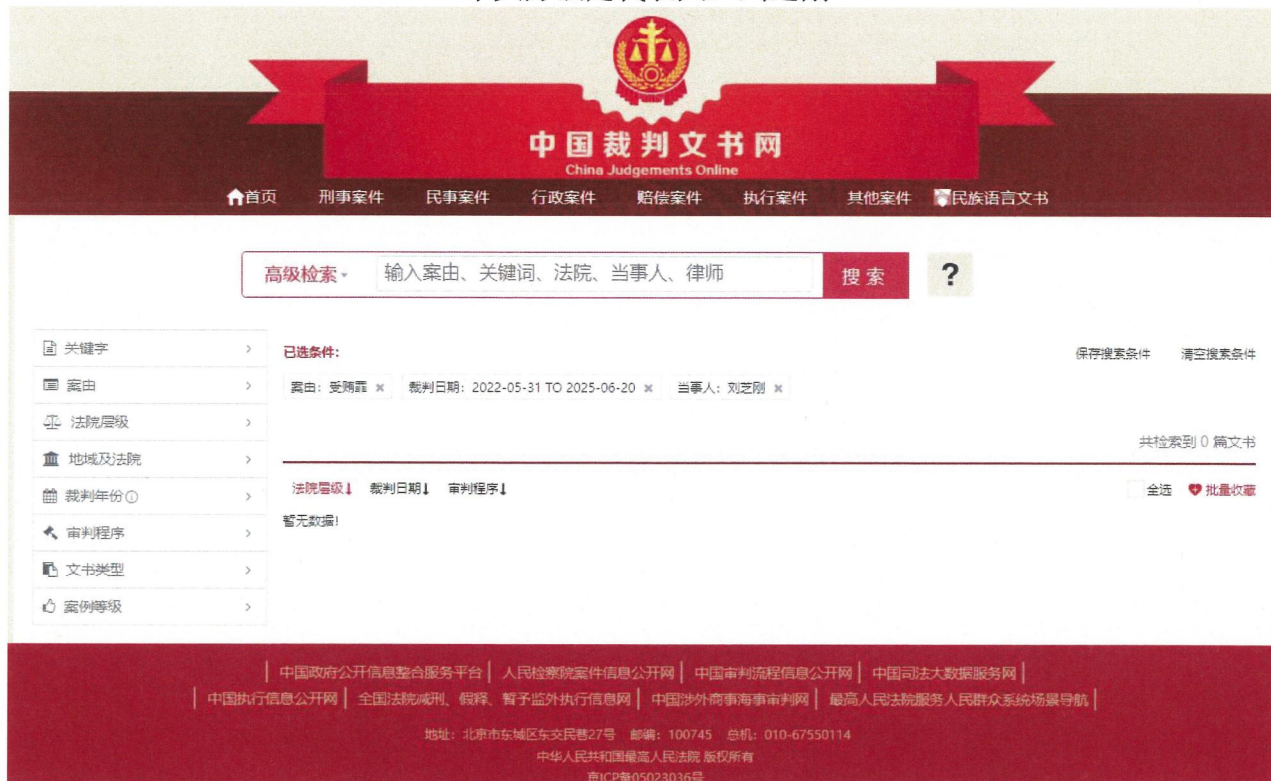 中国裁判文书网
China Judgements Online
首页 刑事案件 民事案件 行政案件 赔偿案件 执行案件 其他案件 民族语言文书
高级检索 输入案由、关键词、法院、当事人、律师 搜索 ?
关键字
案由
法院层级
地域及法院
裁判年份
审判程序
文书类型
案例等级
已选条件: 保存搜索条件 清空搜索条件
案由: 受贿罪 × 裁判日期: 2022-05-31 TO 2025-06-20 × 当事人: 刘芝刚 ×
共检索到 0 篇文书
法院层级 裁判日期 审判程序 全选 批量收藏
暂无数据!
中国政府公开信息整合服务平台 | 人民检察院案件信息公开网 | 中国审判流程信息公开网 | 中国司法大数据服务网 |
中国执行信息公开网 | 全国法院减刑、假释、暂予监外执行信息网 | 中国涉外商事海事审判网 | 最高人民法院服务人民群众系统场景导航 |
地址: 北京市东城区东交民巷27号 邮编: 100745 总机: 010-67550114
中华人民共和国最高人民法院 版权所有
京ICP备05023036号